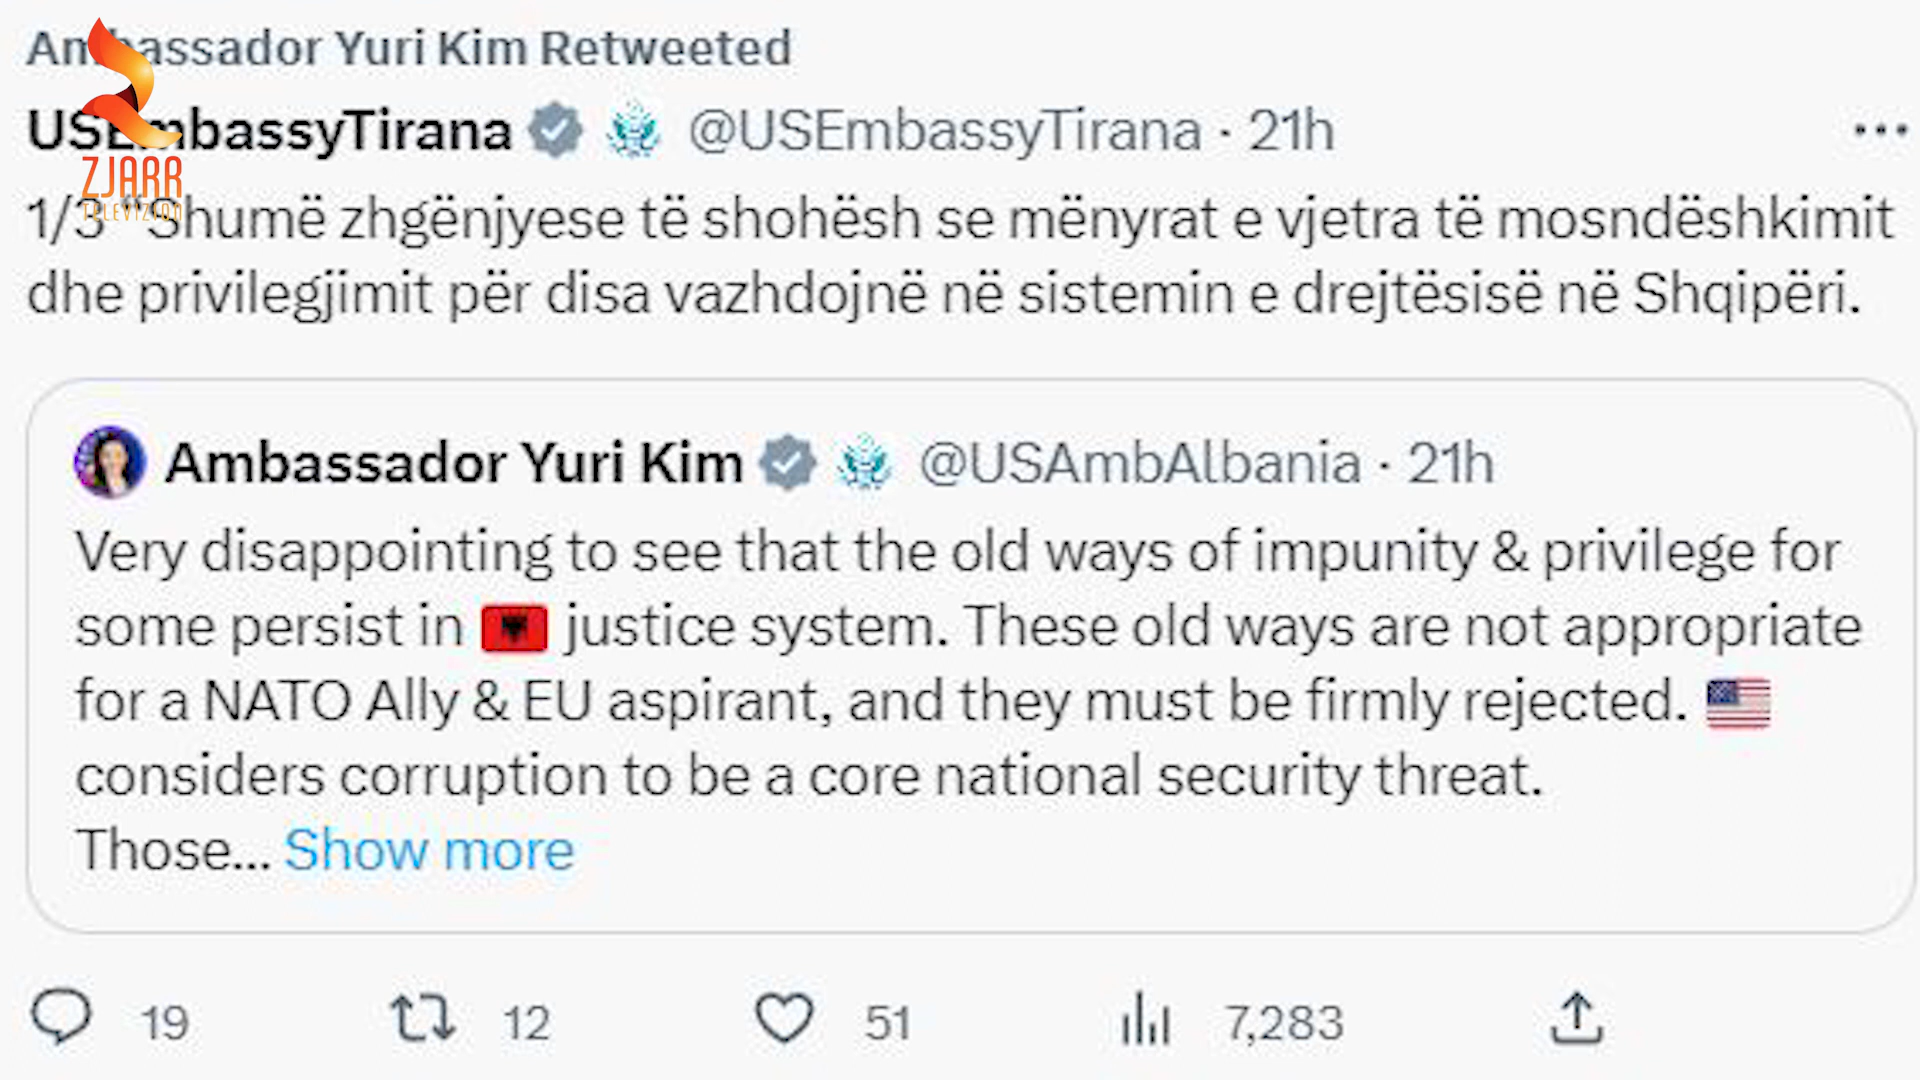 Ambassador Yuri Kim Retweeted
USEmbassyTirana @USEmbassyTirana · 21h
ZJARR
TELEVIZION
1/3 "Shumë zhgënjyese të shohësh se mënyrat e vjetra të mosndëshkimit
dhe privilegjimit për disa vazhdojnë në sistemin e drejtësisë në Shqipëri.
Ambassador Yuri Kim @USAmbAlbania · 21h
Very disappointing to see that the old ways of impunity & privilege for
some persist in 🇦🇱 justice system. These old ways are not appropriate
for a NATO Ally & EU aspirant, and they must be firmly rejected. 🇺🇸
considers corruption to be a core national security threat.
Those... Show more
19 12 51 7,283